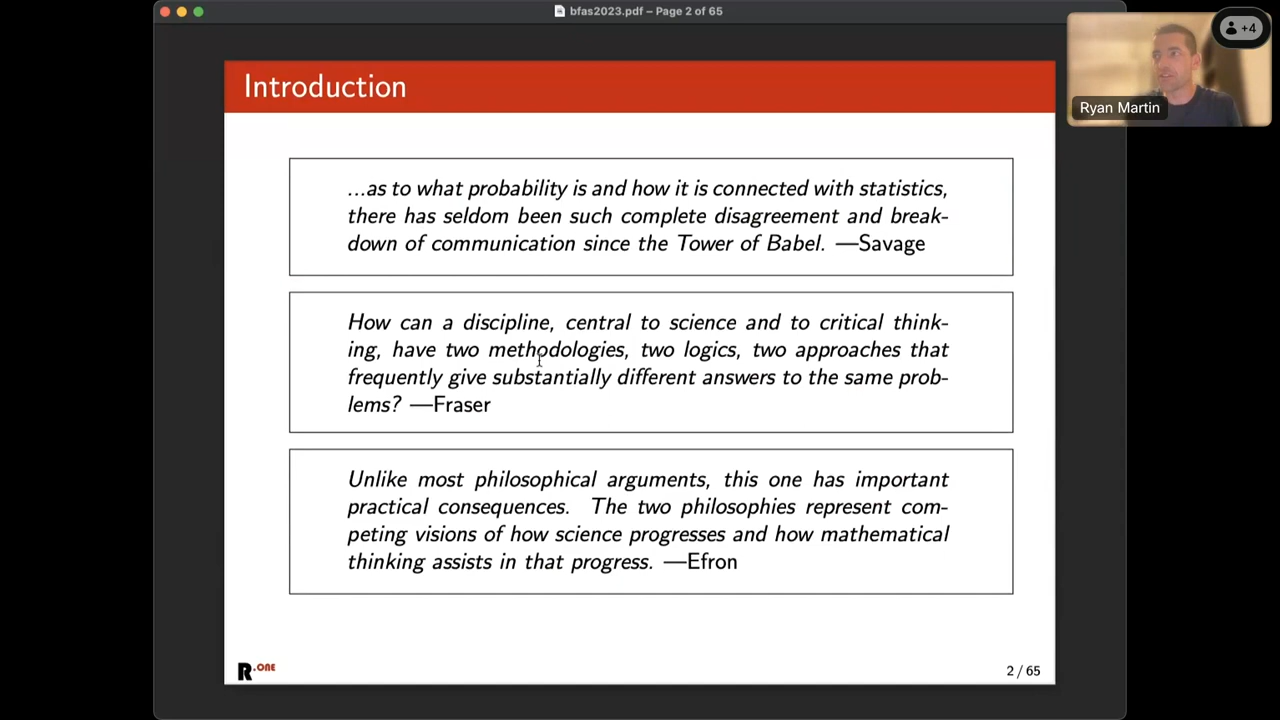 bfas2023.pdf – Page 2 of 65
+4
Ryan Martin
Introduction
...as to what probability is and how it is connected with statistics,
there has seldom been such complete disagreement and break-
down of communication since the Tower of Babel. —Savage
How can a discipline, central to science and to critical think-
ing, have two methodologies, two logics, two approaches that
frequently give substantially different answers to the same prob-
lems? —Fraser
Unlike most philosophical arguments, this one has important
practical consequences. The two philosophies represent com-
peting visions of how science progresses and how mathematical
thinking assists in that progress. —Efron
R.ONE
2 / 65